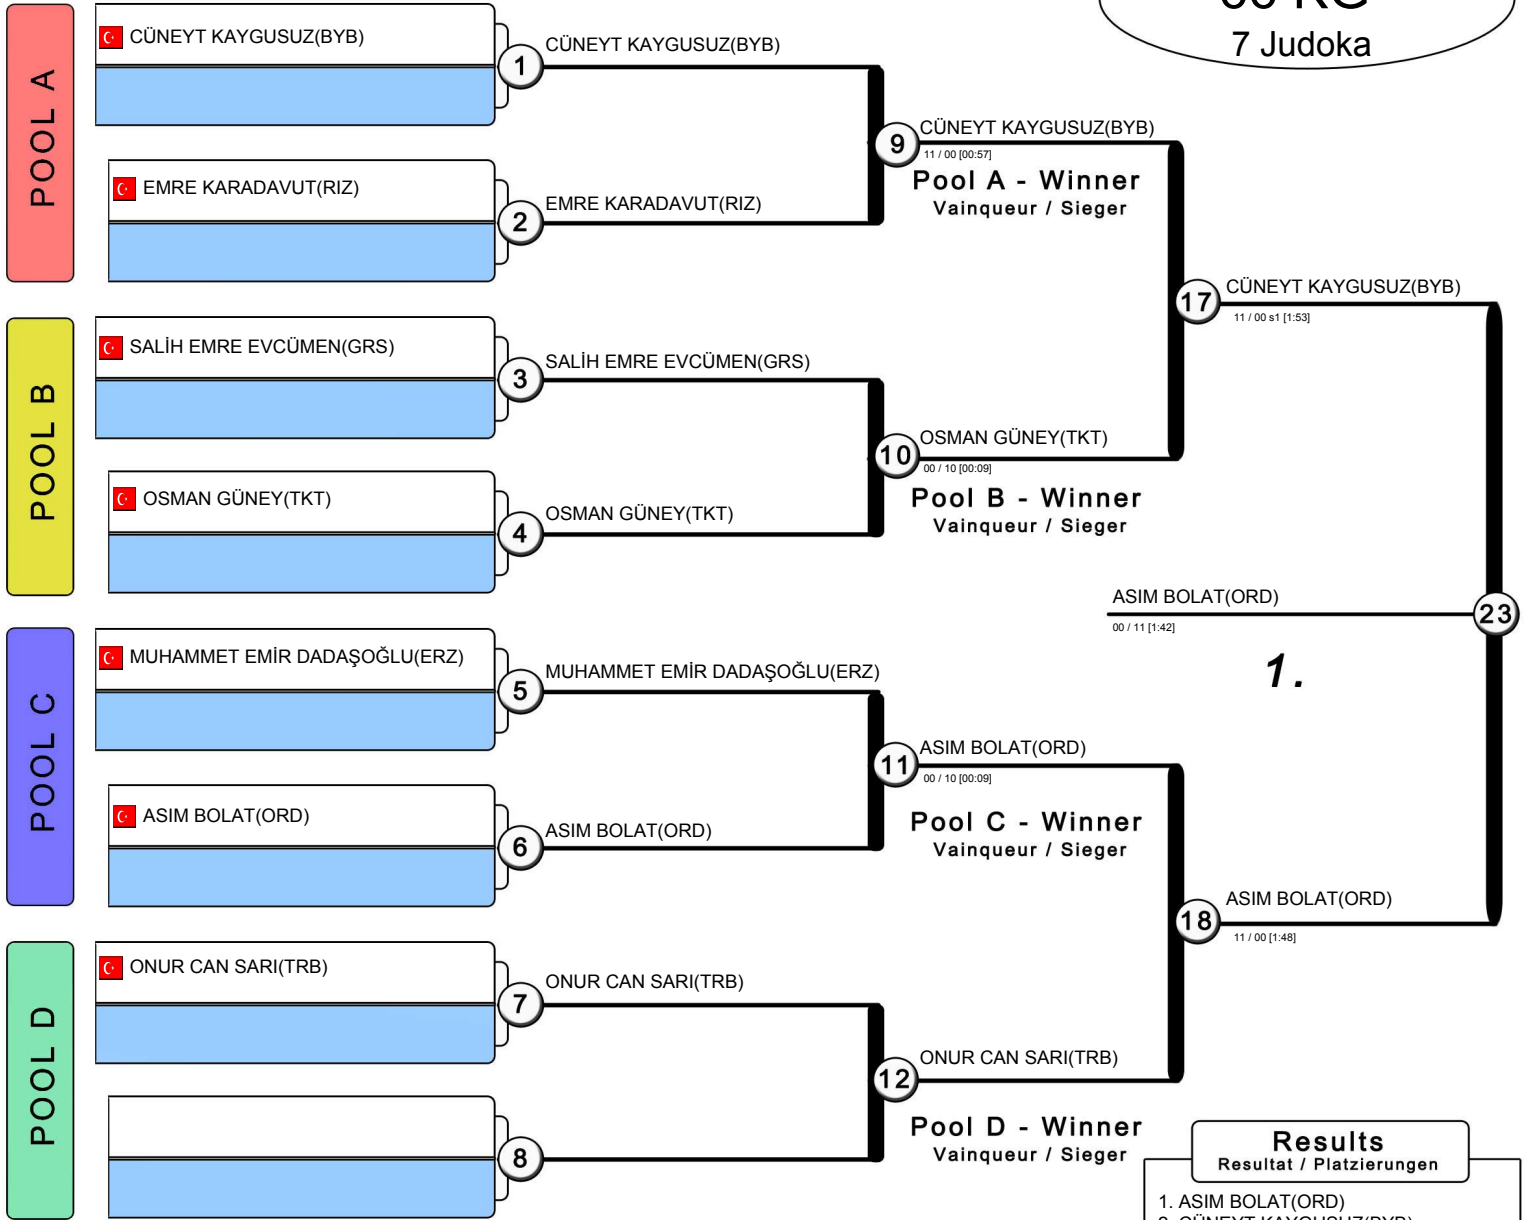 66 KG
7 Judoka
POOL A
CÜNEYT KAYGUSUZ(BYB)
1
CÜNEYT KAYGUSUZ(BYB)
EMRE KARADAVUT(RIZ)
2
EMRE KARADAVUT(RIZ)
9
CÜNEYT KAYGUSUZ(BYB)
11 / 00 [00:57]
Pool A - Winner
Vainqueur / Sieger
POOL B
SALİH EMRE EVCÜMEN(GRS)
3
SALİH EMRE EVCÜMEN(GRS)
OSMAN GÜNEY(TKT)
4
OSMAN GÜNEY(TKT)
10
OSMAN GÜNEY(TKT)
00 / 10 [00:09]
Pool B - Winner
Vainqueur / Sieger
17
CÜNEYT KAYGUSUZ(BYB)
11 / 00 s1 [1:53]
POOL C
MUHAMMET EMİR DADAŞOĞLU(ERZ)
5
MUHAMMET EMİR DADAŞOĞLU(ERZ)
ASIM BOLAT(ORD)
6
ASIM BOLAT(ORD)
11
ASIM BOLAT(ORD)
00 / 10 [00:09]
Pool C - Winner
Vainqueur / Sieger
POOL D
ONUR CAN SARI(TRB)
7
ONUR CAN SARI(TRB)
8
12
ONUR CAN SARI(TRB)
Pool D - Winner
Vainqueur / Sieger
18
ASIM BOLAT(ORD)
11 / 00 [1:48]
23
ASIM BOLAT(ORD)
00 / 11 [1:42]
1.
Results
Resultat / Platzierungen
1. ASIM BOLAT(ORD)
2. CÜNEYT KAYGUSUZ(BYB)